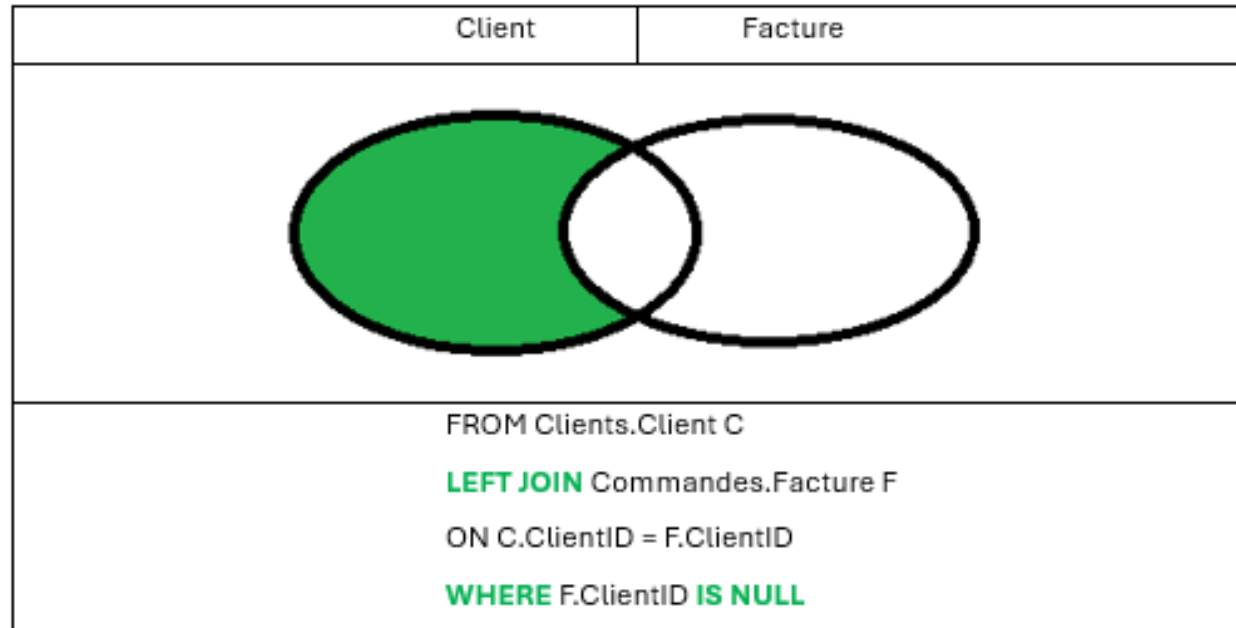 Client Facture
FROM Clients.Client C
LEFT JOIN Commandes.Facture F
ON C.ClientID = F.ClientID
WHERE F.ClientID IS NULL